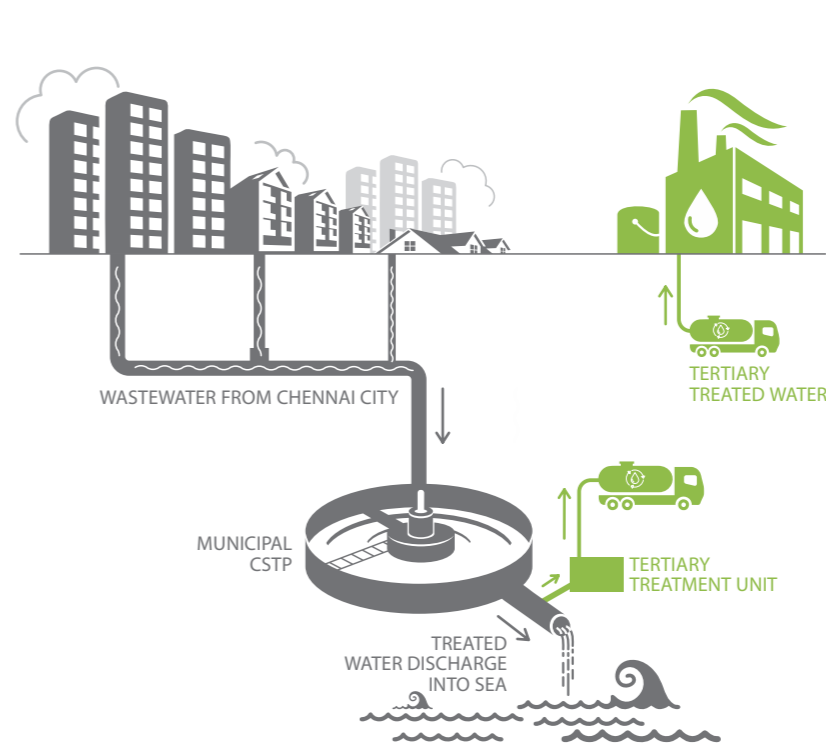 TERTIARY
TREATED WATER
WASTEWATER FROM CHENNAI CITY
MUNICIPAL
CSTP
TERTIARY
TREATMENT UNIT
TREATED
WATER DISCHARGE
INTO SEA